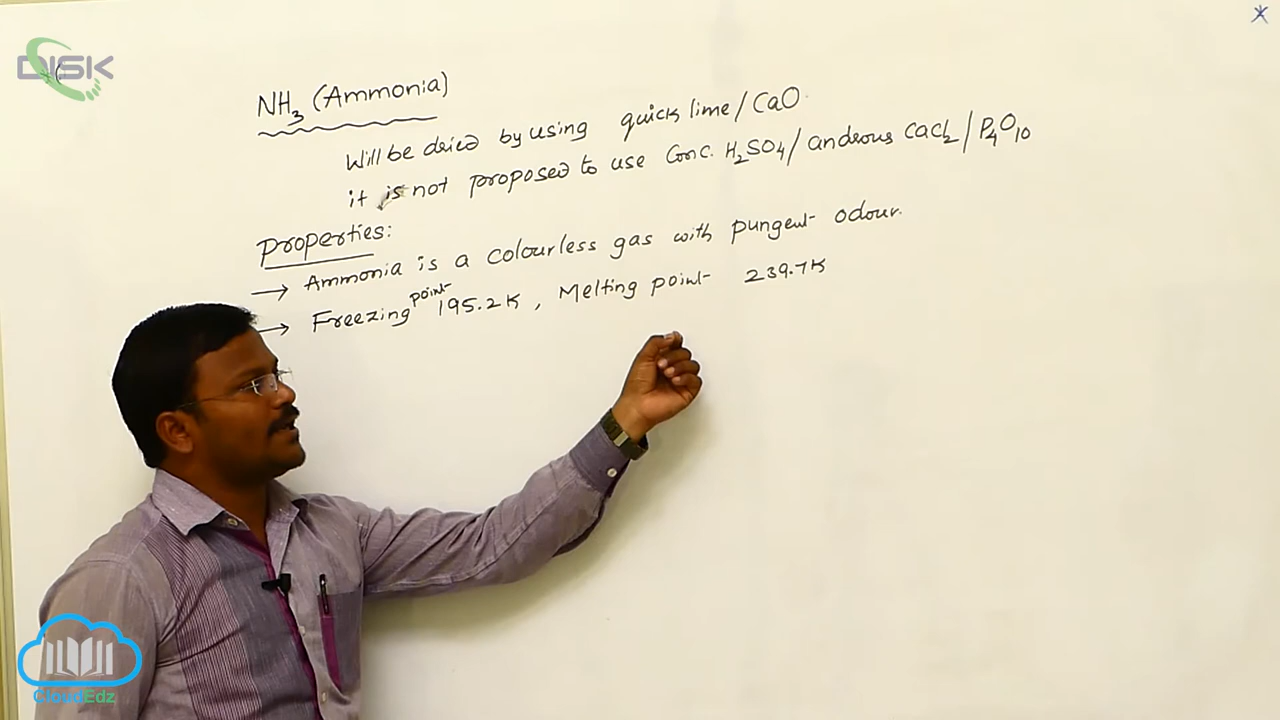 DISK
NH3 (Ammonia)
Will be dried by using quick lime/CaO.
it is not proposed to use Conc. H2SO4/androus CaCl2/P4O10
Properties:
→ Ammonia is a colourless gas with pungent odour.
→ Freezing point 195.2K, Melting point 239.7K
CloudEdz